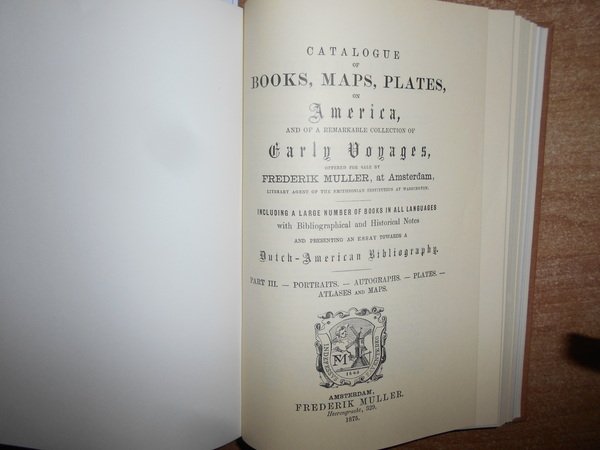 CATALOGUE
OF
BOOKS, MAPS, PLATES,
ON
America,
AND OF A REMARKABLE COLLECTION OF
Early Voyages,
OFFERED FOR SALE BY
FREDERIK MULLER, at Amsterdam,
LITERARY AGENT OF THE SMITHSONIAN INSTITUTION AT WASHINGTON.
INCLUDING A LARGE NUMBER OF BOOKS IN ALL LANGUAGES
with Bibliographical and Historical Notes
AND PRESENTING AN ESSAY TOWARDS A
Dutch-American Bibliography.
PART III. — PORTRAITS. — AUTOGRAPHS. — PLATES. —
ATLASES AND MAPS.
M
AMSTERDAM,
FREDERIK MULLER.
Heerengracht, 329.
1875.